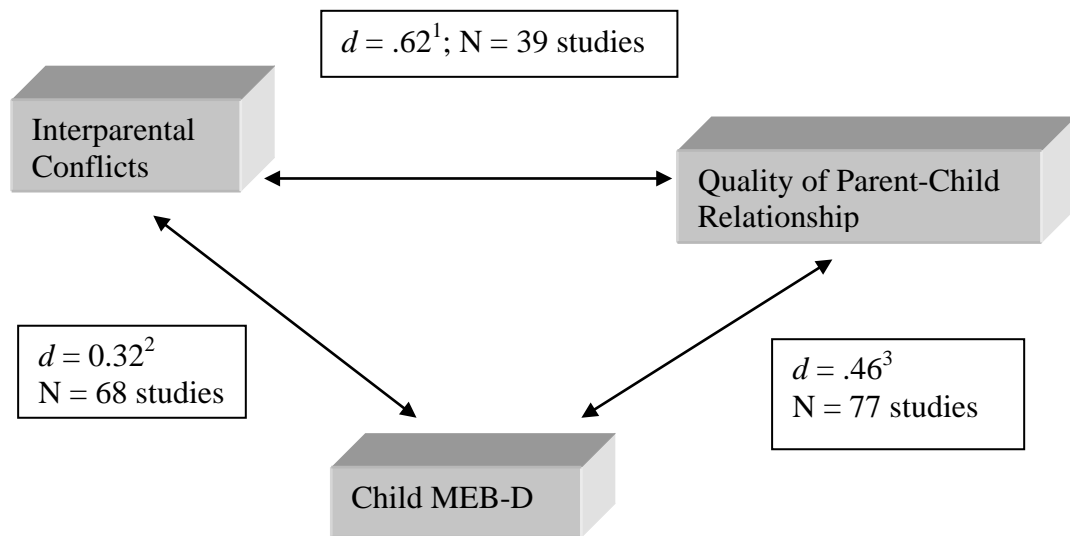 d = .62¹; N = 39 studies
Interparental
Conflicts
Quality of Parent-Child
Relationship
d = 0.32²
N = 68 studies
d = .46³
N = 77 studies
Child MEB-D